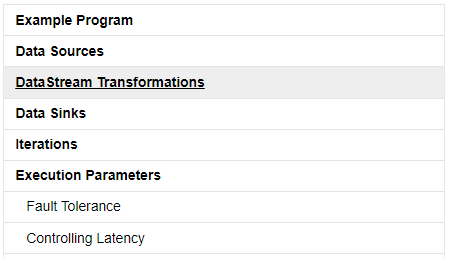 Example Program
Data Sources
DataStream Transformations
Data Sinks
Iterations
Execution Parameters
Fault Tolerance
Controlling Latency